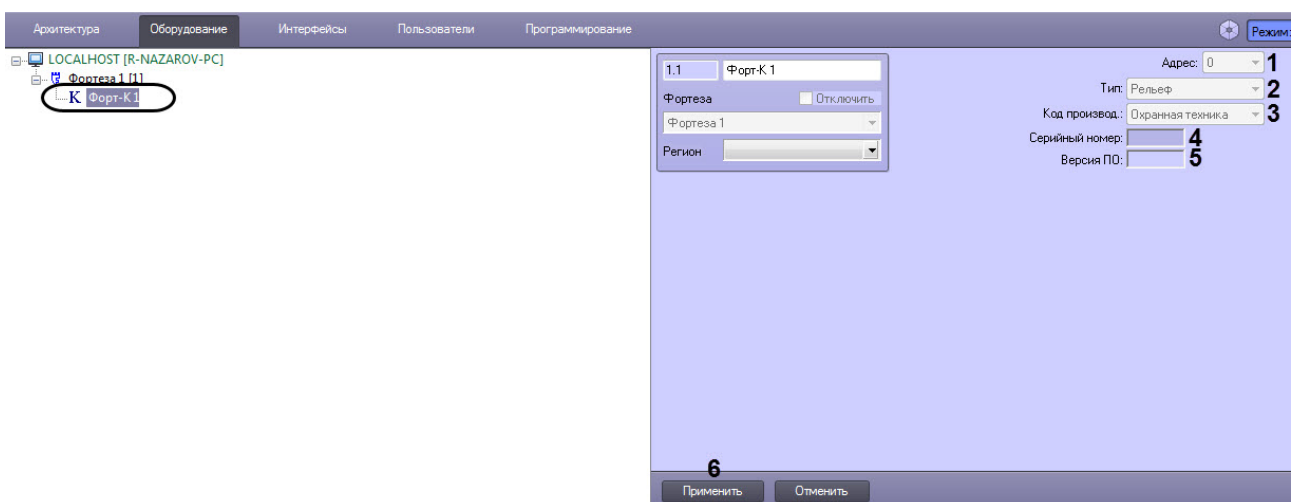 Архитектура Оборудование Интерфейсы Пользователи Программирование Режим:
LOCALHOST [R-NAZAROV-PC]
Фортеза 1 [1]
К Форт-К 1
1.1 Форт-К 1
Фортеза Отключить
Фортеза 1
Регион
Адрес: 0 1
Тип: Рельеф 2
Код производ.: Охранная техника 3
Серийный номер: 4
Версия ПО: 5
6
Применить Отменить